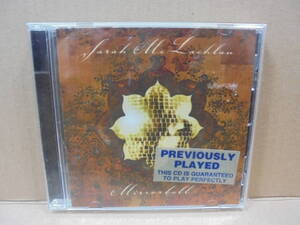 Sarah McLachlan
PREVIOUSLY
PLAYED
THIS CD IS GUARANTEED
TO PLAY PERFECTLY
Mirrorball